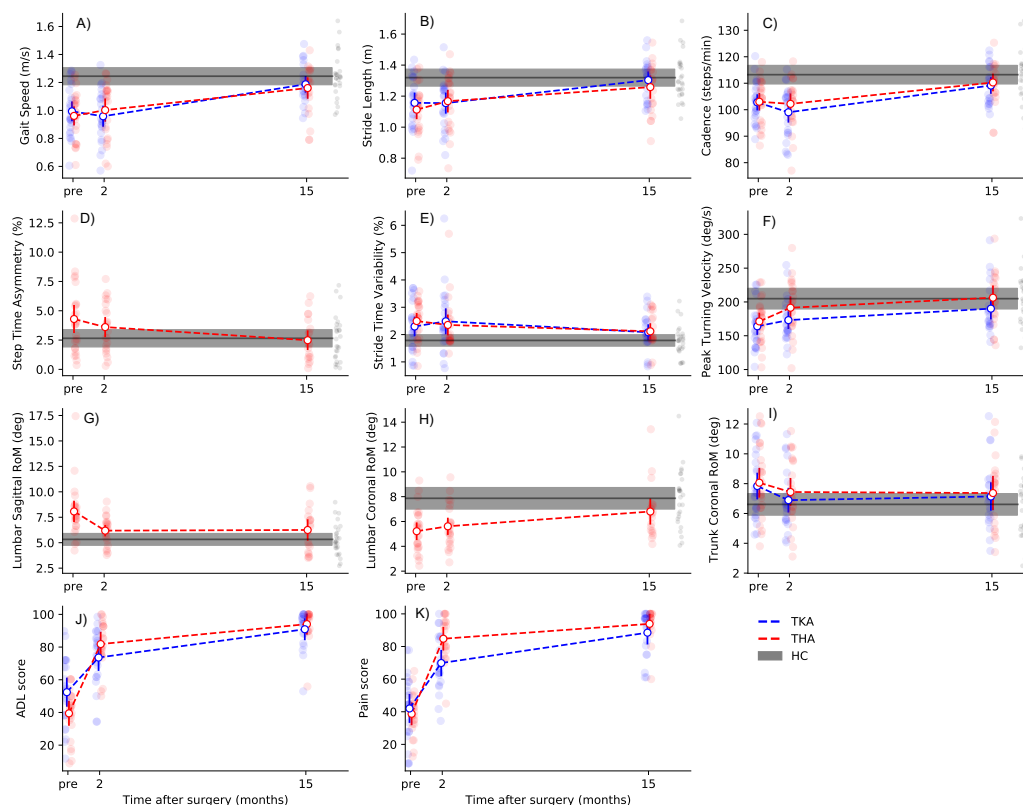 A)
Gait Speed (m/s)
1.6
1.4
1.2
1.0
0.8
0.6
pre
2
15
B)
Stride Length (m)
1.6
1.4
1.2
1.0
0.8
pre
2
15
C)
Cadence (steps/min)
130
120
110
100
90
80
pre
2
15
D)
Step Time Asymmetry (%)
12.5
10.0
7.5
5.0
2.5
0.0
pre
2
15
E)
Stride Time Variability (%)
6
5
4
3
2
1
pre
2
15
F)
Peak Turning Velocity (deg/s)
300
250
200
150
100
pre
2
15
G)
Lumbar Sagittal RoM (deg)
17.5
15.0
12.5
10.0
7.5
5.0
2.5
pre
2
15
H)
Lumbar Coronal RoM (deg)
14
12
10
8
6
4
2
pre
2
15
I)
Trunk Coronal RoM (deg)
12
10
8
6
4
2
pre
2
15
J)
ADL score
100
80
60
40
20
pre
2
15
Time after surgery (months)
K)
Pain score
100
80
60
40
20
pre
2
15
Time after surgery (months)
TKA
THA
HC